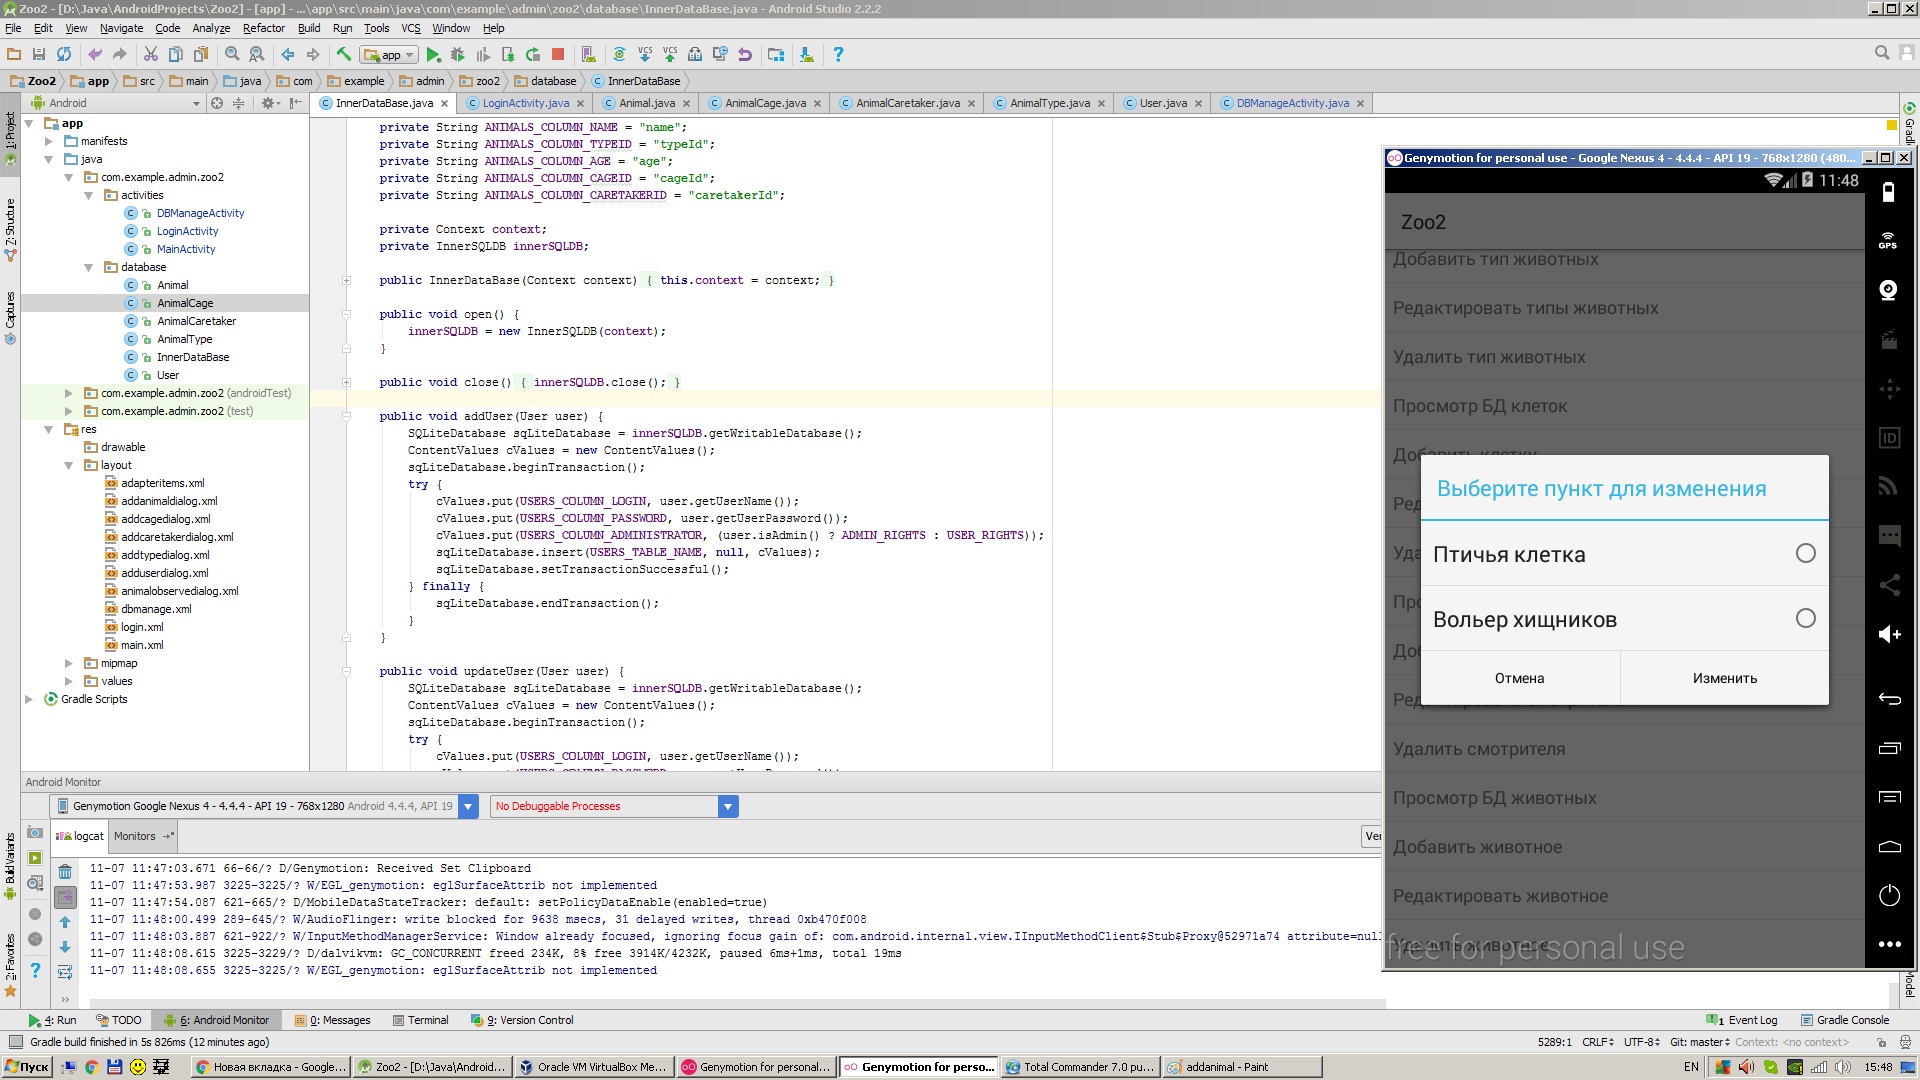 Zoo2 - [D:\Java\AndroidProjects\Zoo2] - [app] - ...\app\src\main\java\com\example\admin\zoo2\database\InnerDataBase.java - Android Studio 2.2.2
File Edit View Navigate Code Analyze Refactor Build Run Tools VCS Window Help
app
Zoo2 app src main java com example admin zoo2 database InnerDataBase
Android
InnerDataBase.java LoginActivity.java Animal.java AnimalCage.java AnimalCaretaker.java AnimalType.java User.java DBManageActivity.java
1: Project
Z: Structure
Captures
Build Variants
2: Favorites
app
manifests
java
com.example.admin.zoo2
activities
DBManageActivity
LoginActivity
MainActivity
database
Animal
AnimalCage
AnimalCaretaker
AnimalType
InnerDataBase
User
com.example.admin.zoo2 (androidTest)
com.example.admin.zoo2 (test)
res
drawable
layout
adapteritems.xml
addanimaldialog.xml
addcagedialog.xml
addcaretakerdialog.xml
addtypedialog.xml
adduserdialog.xml
animalobservedialog.xml
dbmanage.xml
login.xml
main.xml
mipmap
values
Gradle Scripts
private String ANIMALS_COLUMN_NAME = "name";
private String ANIMALS_COLUMN_TYPEID = "typeId";
private String ANIMALS_COLUMN_AGE = "age";
private String ANIMALS_COLUMN_CAGEID = "cageId";
private String ANIMALS_COLUMN_CARETAKERID = "caretakerId";
private Context context;
private InnerSQLDB innerSQLDB;
public InnerDataBase(Context context) { this.context = context; }
public void open() {
innerSQLDB = new InnerSQLDB(context);
}
public void close() { innerSQLDB.close(); }
public void addUser(User user) {
SQLiteDatabase sqLiteDatabase = innerSQLDB.getWritableDatabase();
ContentValues cValues = new ContentValues();
sqLiteDatabase.beginTransaction();
try {
cValues.put(USERS_COLUMN_LOGIN, user.getUserName());
cValues.put(USERS_COLUMN_PASSWORD, user.getUserPassword());
cValues.put(USERS_COLUMN_ADMINISTRATOR, (user.isAdmin() ? ADMIN_RIGHTS : USER_RIGHTS));
sqLiteDatabase.insert(USERS_TABLE_NAME, null, cValues);
sqLiteDatabase.setTransactionSuccessful();
} finally {
sqLiteDatabase.endTransaction();
}
}
public void updateUser(User user) {
SQLiteDatabase sqLiteDatabase = innerSQLDB.getWritableDatabase();
ContentValues cValues = new ContentValues();
sqLiteDatabase.beginTransaction();
try {
cValues.put(USERS_COLUMN_LOGIN, user.getUserName());
Genymotion for personal use - Google Nexus 4 - 4.4.4 - API 19 - 768x1280 (480...
11:48
Zoo2
Добавить тип животных
Редактировать типы животных
Удалить тип животных
Просмотр БД клеток
Добавить клетку
Выберите пункт для изменения
Птичья клетка
Вольер хищников
Отмена Изменить
Удалить смотрителя
Просмотр БД животных
Добавить животное
Редактировать животное
Удалить животное
free for personal use
GPS
ID
Android Monitor
Genymotion Google Nexus 4 - 4.4.4 - API 19 - 768x1280 Android 4.4.4, API 19
No Debuggable Processes
logcat Monitors
Ver
11-07 11:47:03.671 66-66/? D/Genymotion: Received Set Clipboard
11-07 11:47:53.987 3225-3225/? W/EGL_genymotion: eglSurfaceAttrib not implemented
11-07 11:47:54.087 621-665/? D/MobileDataStateTracker: default: setPolicyDataEnable(enabled=true)
11-07 11:48:00.499 289-645/? W/AudioFlinger: write blocked for 9638 msecs, 31 delayed writes, thread 0xb470f008
11-07 11:48:03.887 621-922/? W/InputMethodManagerService: Window already focused, ignoring focus gain of: com.android.internal.view.IInputMethodClient$Stub$Proxy@52971a74 attribute=null
11-07 11:48:08.615 3225-3229/? D/dalvikvm: GC_CONCURRENT freed 234K, 8% free 3914K/4232K, paused 6ms+1ms, total 19ms
11-07 11:48:08.655 3225-3225/? W/EGL_genymotion: eglSurfaceAttrib not implemented
4: Run TODO 6: Android Monitor 0: Messages Terminal 9: Version Control 1 Event Log Gradle Console
Gradle build finished in 5s 826ms (12 minutes ago) 5289:1 CRLF UTF-8 Git: master Context: <no context>
Пуск Новая вкладка - Google... Zoo2 - [D:\Java\Android... Oracle VM VirtualBox Me... Genymotion for personal... Genymotion for perso... Total Commander 7.0 pu... addanimal - Paint EN 15:48